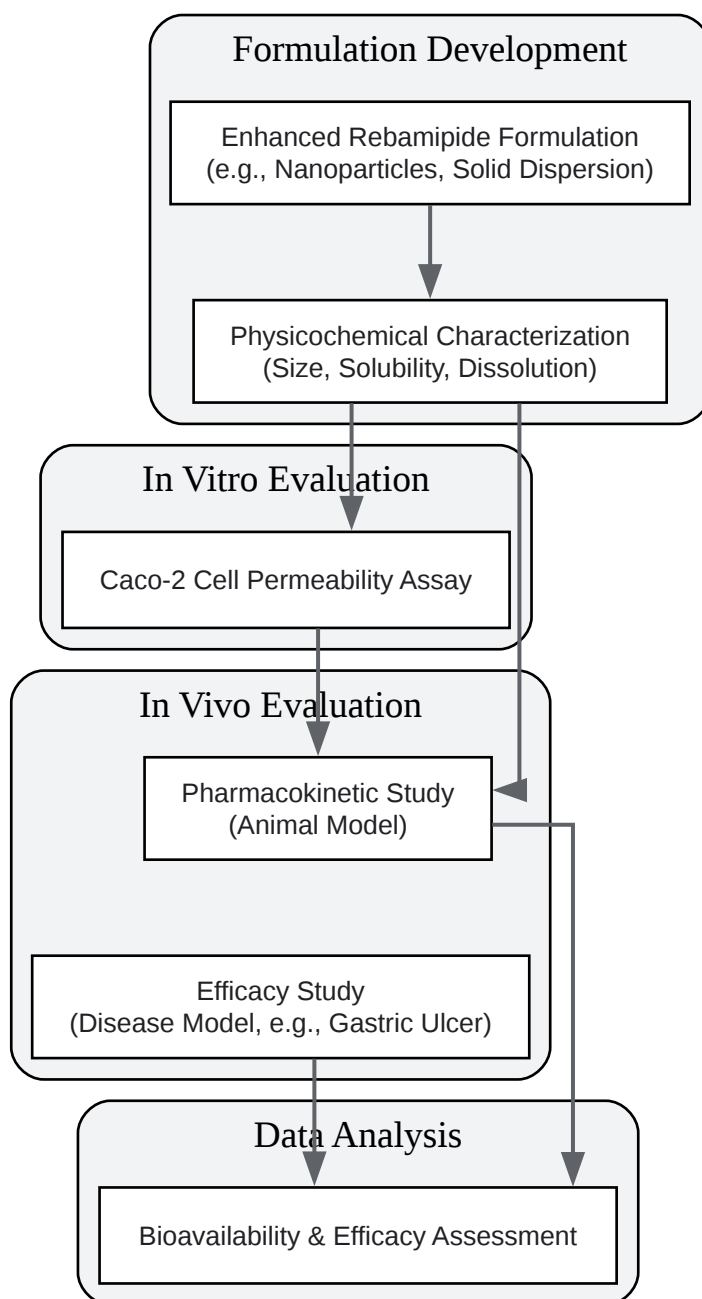 Formulation Development
Enhanced Rebamipide Formulation
(e.g., Nanoparticles, Solid Dispersion)
Physicochemical Characterization
(Size, Solubility, Dissolution)
In Vitro Evaluation
Caco-2 Cell Permeability Assay
In Vivo Evaluation
Pharmacokinetic Study
(Animal Model)
Efficacy Study
(Disease Model, e.g., Gastric Ulcer)
Data Analysis
Bioavailability & Efficacy Assessment